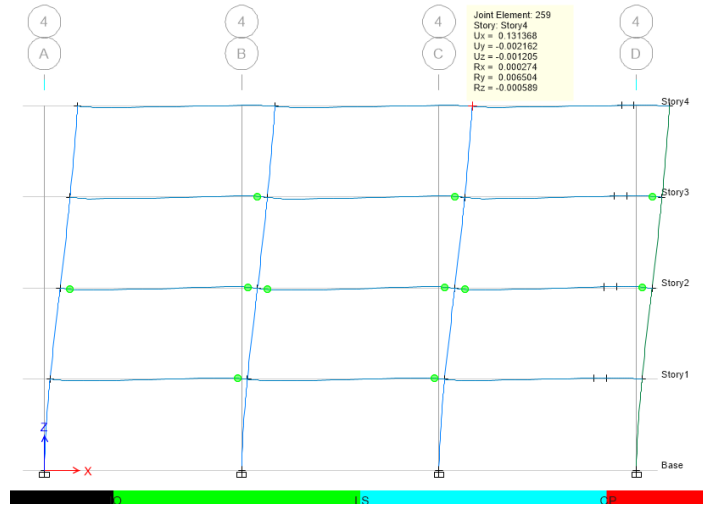 4 4 4 4
A B C D
Joint Element: 259
Story: Story4
Ux = 0.131368
Uy = -0.002162
Uz = -0.001205
Rx = 0.000274
Ry = 0.006504
Rz = -0.000589
Story4
Story3
Story2
Story1
Z
X
Base
IO LS CP